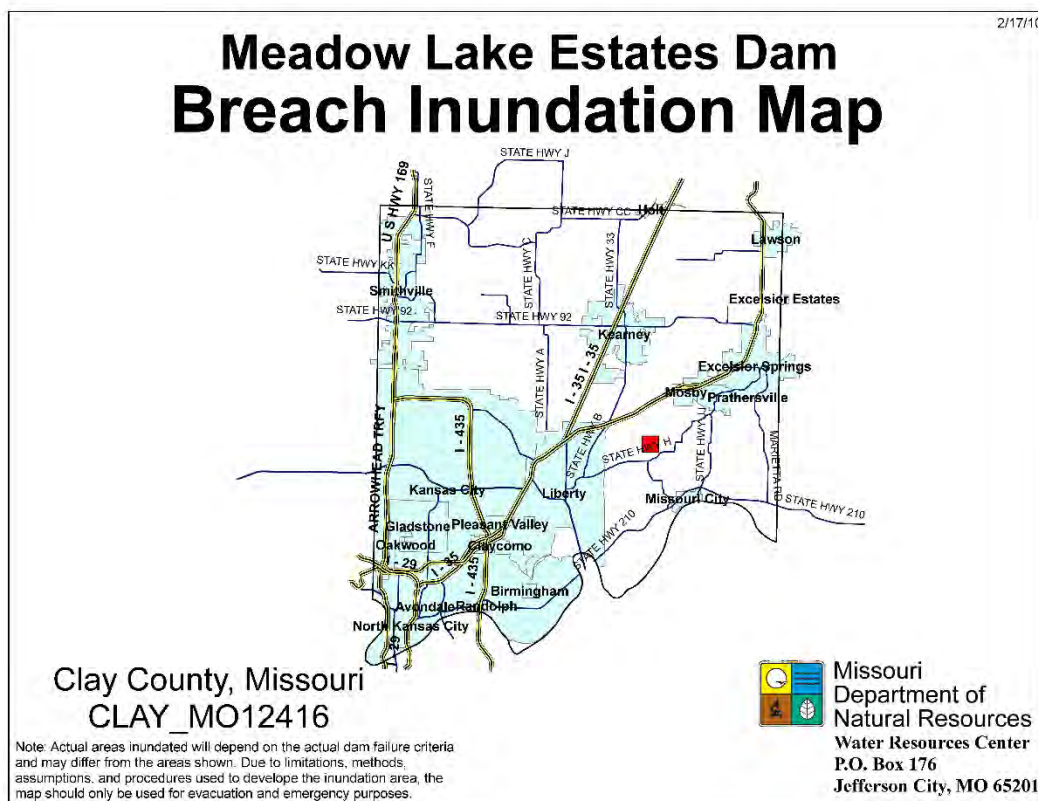 2/17/10
Meadow Lake Estates Dam
Breach Inundation Map
STATE HWY J
U S HWY 169
STATE HWY F
STATE HWY CC
Holt
STATE HWY C
STATE HWY 33
Lawson
STATE HWY KK
Smithville
Excelsior Estates
STATE HWY 92
STATE HWY 92
Kearney
STATE HWY A
I - 35
I - 35
Excelsior Springs
Mosby
Prathersville
ARROWHEAD TRFY
I - 435
STATE HWY B
STATE HWY H
STATE HWY J
MARIETTA RD
Kansas City
Liberty
Missouri City
STATE HWY 210
Gladstone
Pleasant Valley
STATE HWY 210
Oakwood
Claycomo
I - 29
I - 35
I - 435
Birmingham
Avondale
Randolph
North Kansas City
I - 29
Clay County, Missouri
CLAY_MO12416
Note: Actual areas inundated will depend on the actual dam failure criteria
and may differ from the areas shown. Due to limitations, methods,
assumptions, and procedures used to develope the inundation area, the
map should only be used for evacuation and emergency purposes.
Missouri
Department of
Natural Resources
Water Resources Center
P.O. Box 176
Jefferson City, MO 65201